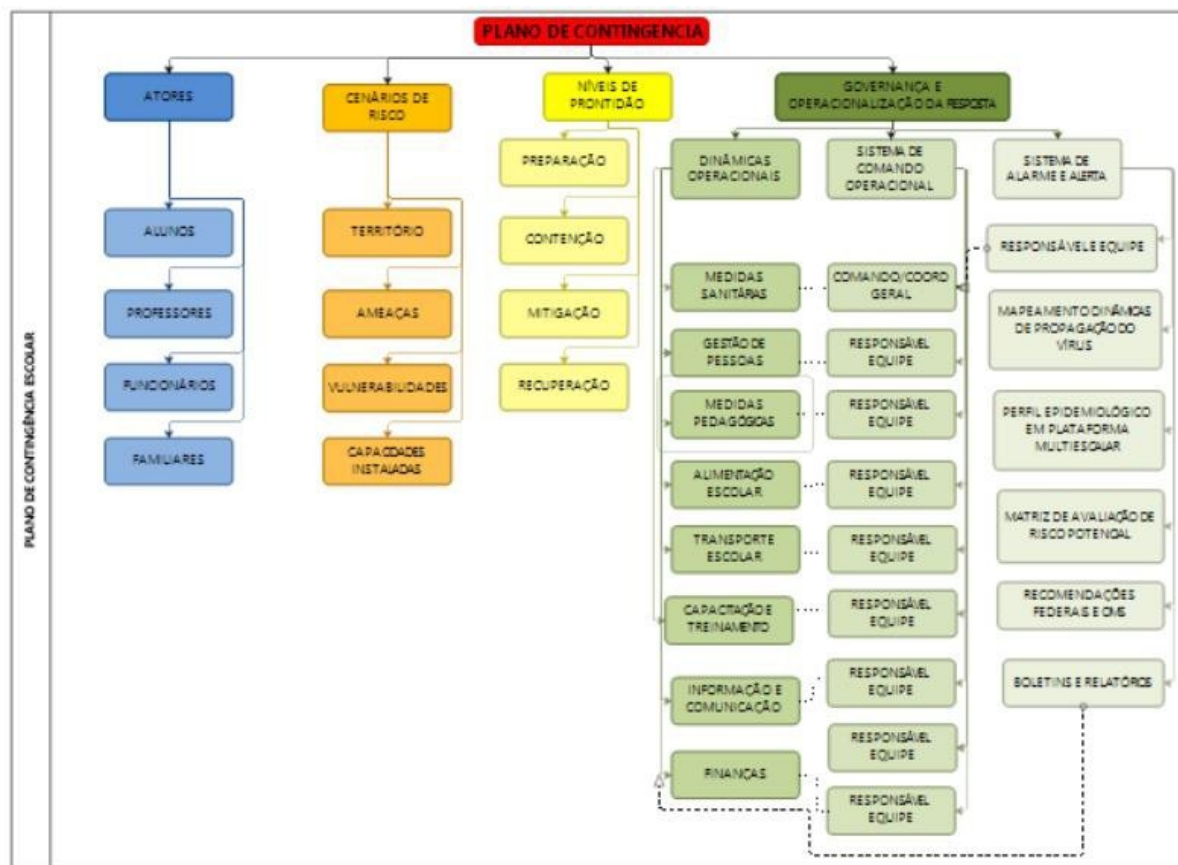 PLANO DE CONTINGÊNCIA ESCOLAR
PLANO DE CONTINGENCIA
ATORES
ALUNOS
PROFESSORES
FUNCIONÁRIOS
FAMILIARES
CENÁRIOS DE
RISCO
TERRITÓRIO
AMEAÇAS
VULNERABILIDADES
CAPACIDADES
INSTALADAS
NÍVEIS DE
PRONTIDÃO
PREPARAÇÃO
CONTENÇÃO
MITIGAÇÃO
RECUPERAÇÃO
GOVERNANÇA E
OPERACIONALIZAÇÃO DA RESPOSTA
DINÂMICAS
OPERACIONAIS
MEDIDAS
SANITÁRIAS
GESTÃO DE
PESSOAS
MEDIDAS
PEDAGÓGICAS
ALIMENTAÇÃO
ESCOLAR
TRANSPORTE
ESCOLAR
CAPACITAÇÃO E
TREINAMENTO
INFORMAÇÃO E
COMUNICAÇÃO
FINANÇAS
SISTEMA DE
COMANDO
OPERACIONAL
COMANDO/COORD
GERAL
RESPONSÁVEL
EQUIPE
RESPONSÁVEL
EQUIPE
RESPONSÁVEL
EQUIPE
RESPONSÁVEL
EQUIPE
RESPONSÁVEL
EQUIPE
RESPONSÁVEL
EQUIPE
RESPONSÁVEL
EQUIPE
RESPONSÁVEL
EQUIPE
SISTEMA DE
ALARME E ALERTA
RESPONSÁVEL E EQUIPE
MAPEAMENTO DINÂMICAS
DE PROPAGAÇÃO DO
VÍRUS
PERFIL EPIDEMIOLÓGICO
EM PLATAFORMA
MULTIESCALAR
MATRIZ DE AVALIAÇÃO DE
RISCO POTENCIAL
RECOMENDAÇÕES
FEDERAIS E OMS
BOLETINS E RELATÓRIOS